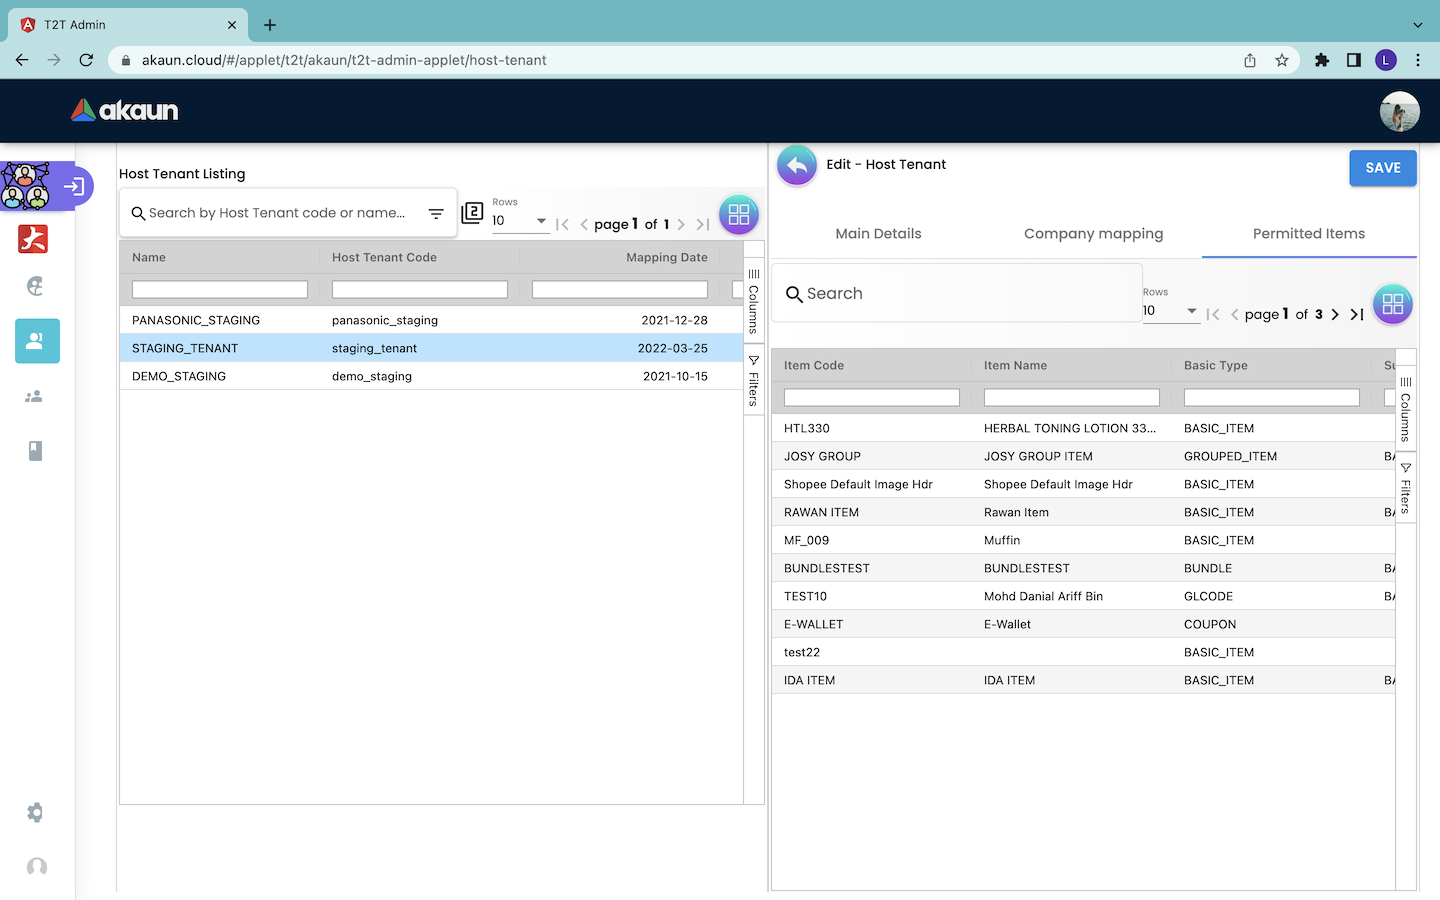 T2T Admin
akaun.cloud/#/applet/t2t/akaun/t2t-admin-applet/host-tenant
L
akaun
Host Tenant Listing
Search by Host Tenant code or name...
2
Rows
10
page 1 of 1
Name
Host Tenant Code
Mapping Date
PANASONIC_STAGING
panasonic_staging
2021-12-28
STAGING_TENANT
staging_tenant
2022-03-25
DEMO_STAGING
demo_staging
2021-10-15
Columns
Filters
Edit - Host Tenant
SAVE
Main Details
Company mapping
Permitted Items
Search
Rows
10
page 1 of 3
Item Code
Item Name
Basic Type
HTL330
HERBAL TONING LOTION 33...
BASIC_ITEM
JOSY GROUP
JOSY GROUP ITEM
GROUPED_ITEM
Shopee Default Image Hdr
Shopee Default Image Hdr
BASIC_ITEM
RAWAN ITEM
Rawan Item
BASIC_ITEM
MF_009
Muffin
BASIC_ITEM
BUNDLESTEST
BUNDLESTEST
BUNDLE
TEST10
Mohd Danial Ariff Bin
GLCODE
E-WALLET
E-Wallet
COUPON
test22
BASIC_ITEM
IDA ITEM
IDA ITEM
BASIC_ITEM
Columns
Filters